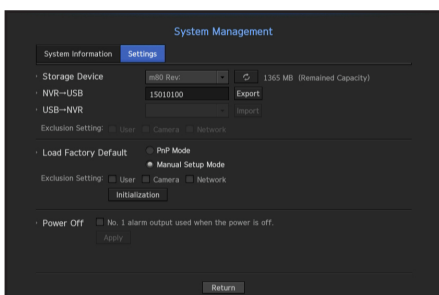 System Management
System Information Settings
Storage Device m80 Rev: 1365 MB (Remained Capacity)
NVR→USB 15010100 Export
USB→NVR Import
Exclusion Setting: User Camera Network
Load Factory Default PnP Mode
Manual Setup Mode
Exclusion Setting: User Camera Network
Initialization
Power Off No. 1 alarm output used when the power is off.
Apply
Return